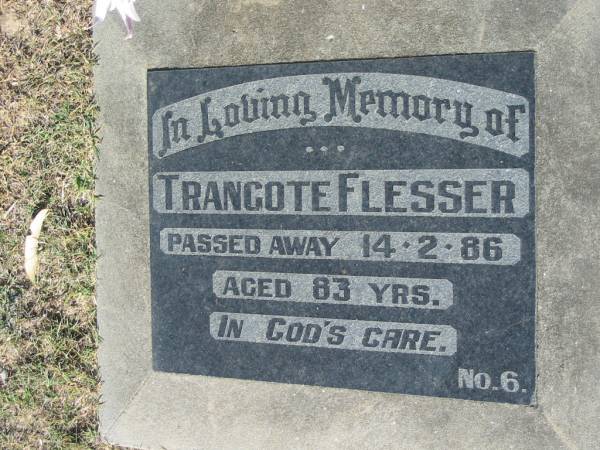 In Loving Memory of
...
TRANGOTE FLESSER
PASSED AWAY 14·2·86
AGED 83 YRS.
IN GOD'S CARE.
No.6.